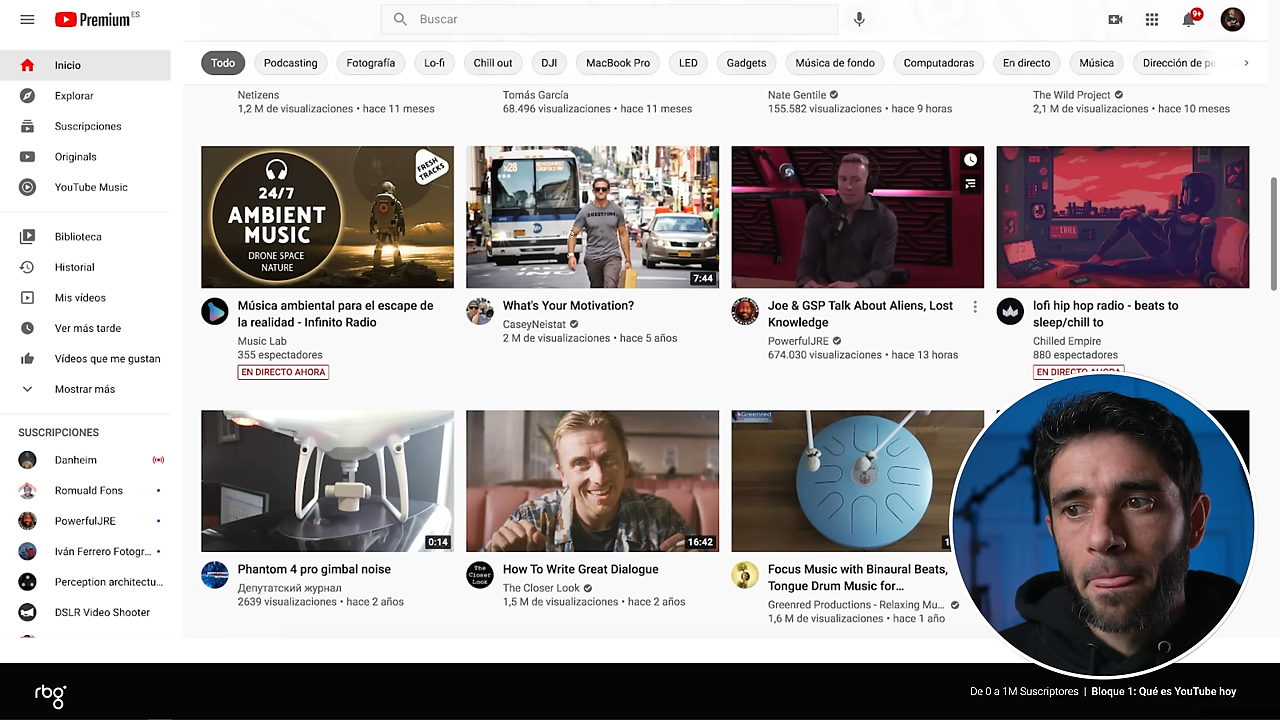 Premium ES
Buscar
9+
Inicio
Explorar
Suscripciones
Originals
YouTube Music
Biblioteca
Historial
Mis vídeos
Ver más tarde
Vídeos que me gustan
Mostrar más
SUSCRIPCIONES
Danheim
Romuald Fons
PowerfulJRE
Iván Ferrero Fotogr...
Perception architectu...
DSLR Video Shooter
Todo
Podcasting
Fotografía
Lo-fi
Chill out
DJI
MacBook Pro
LED
Gadgets
Música de fondo
Computadoras
En directo
Música
Dirección de pe
Netizens
1,2 M de visualizaciones • hace 11 meses
Tomás García
68.496 visualizaciones • hace 11 meses
Nate Gentile
155.582 visualizaciones • hace 9 horas
The Wild Project
2,1 M de visualizaciones • hace 10 meses
24/7
AMBIENT
MUSIC
DRONE SPACE
NATURE
FRESH
TRACKS
Música ambiental para el escape de
la realidad - Infinito Radio
Music Lab
355 espectadores
EN DIRECTO AHORA
7:44
What's Your Motivation?
CaseyNeistat
2 M de visualizaciones • hace 5 años
Joe & GSP Talk About Aliens, Lost
Knowledge
PowerfulJRE
674.030 visualizaciones • hace 13 horas
CHILL
lofi hip hop radio - beats to
sleep/chill to
Chilled Empire
880 espectadores
EN DIRECTO AHORA
0:14
Phantom 4 pro gimbal noise
Депутатский журнал
2639 visualizaciones • hace 2 años
16:42
The
Closer
Look
How To Write Great Dialogue
The Closer Look
1,5 M de visualizaciones • hace 2 años
Greenred
Focus Music with Binaural Beats,
Tongue Drum Music for...
Greenred Productions - Relaxing Mu...
1,6 M de visualizaciones • hace 1 año
rbg
De 0 a 1M Suscriptores | Bloque 1: Qué es YouTube hoy